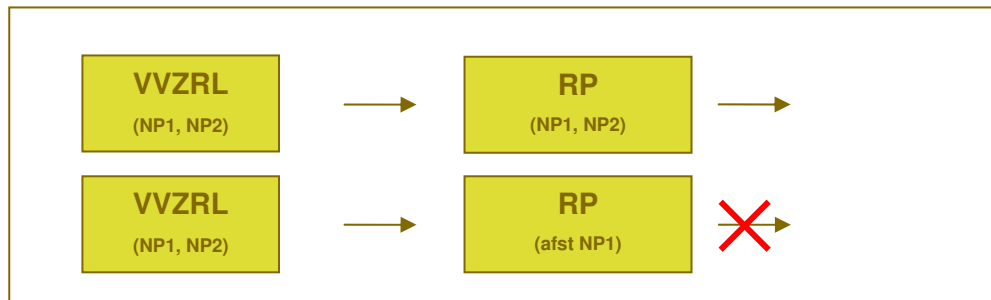 VVZRL
(NP1, NP2)
RP
(NP1, NP2)
VVZRL
(NP1, NP2)
RP
(afst NP1)